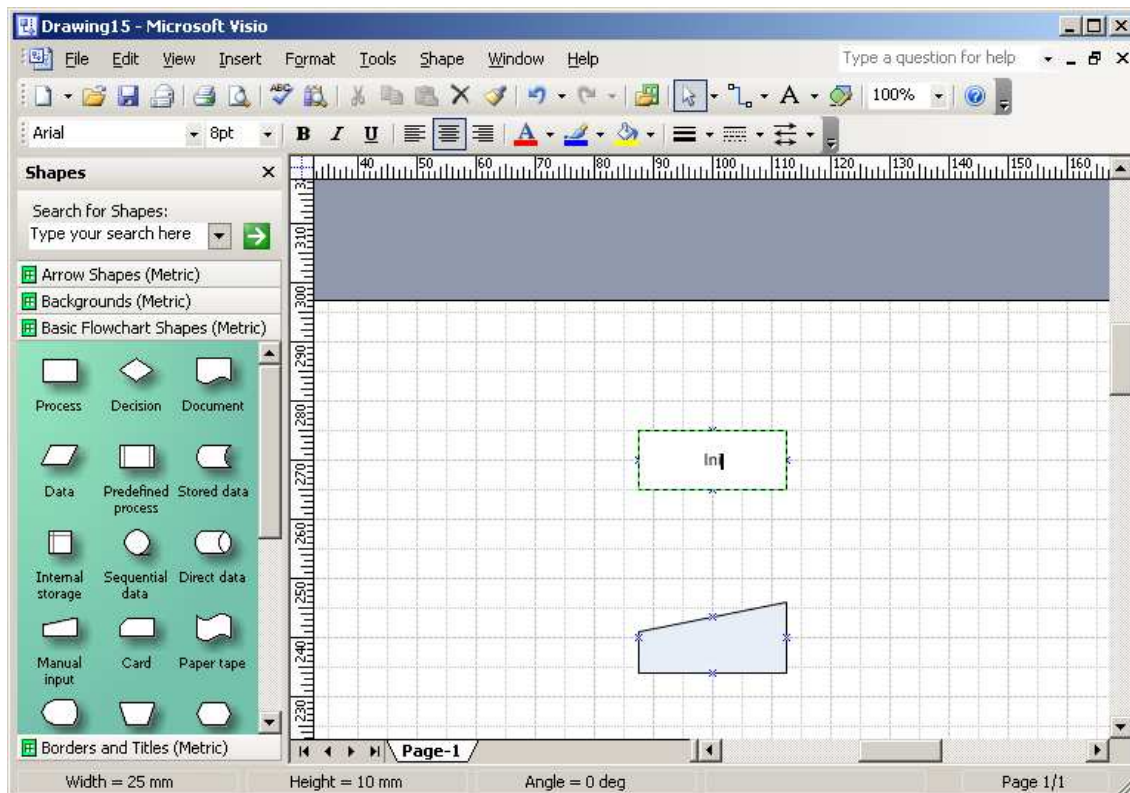 Drawing15 - Microsoft Visio
File Edit View Insert Format Tools Shape Window Help Type a question for help
100%
Arial 8pt B I U A
Shapes
Search for Shapes:
Type your search here
Arrow Shapes (Metric)
Backgrounds (Metric)
Basic Flowchart Shapes (Metric)
Process Decision Document
Data Predefined process Stored data
Internal storage Sequential data Direct data
Manual input Card Paper tape
Borders and Titles (Metric)
40 50 60 70 80 90 100 110 120 130 140 150 160
310
300
290
280
270
260
250
240
230
Ini
Page-1
Width = 25 mm Height = 10 mm Angle = 0 deg Page 1/1